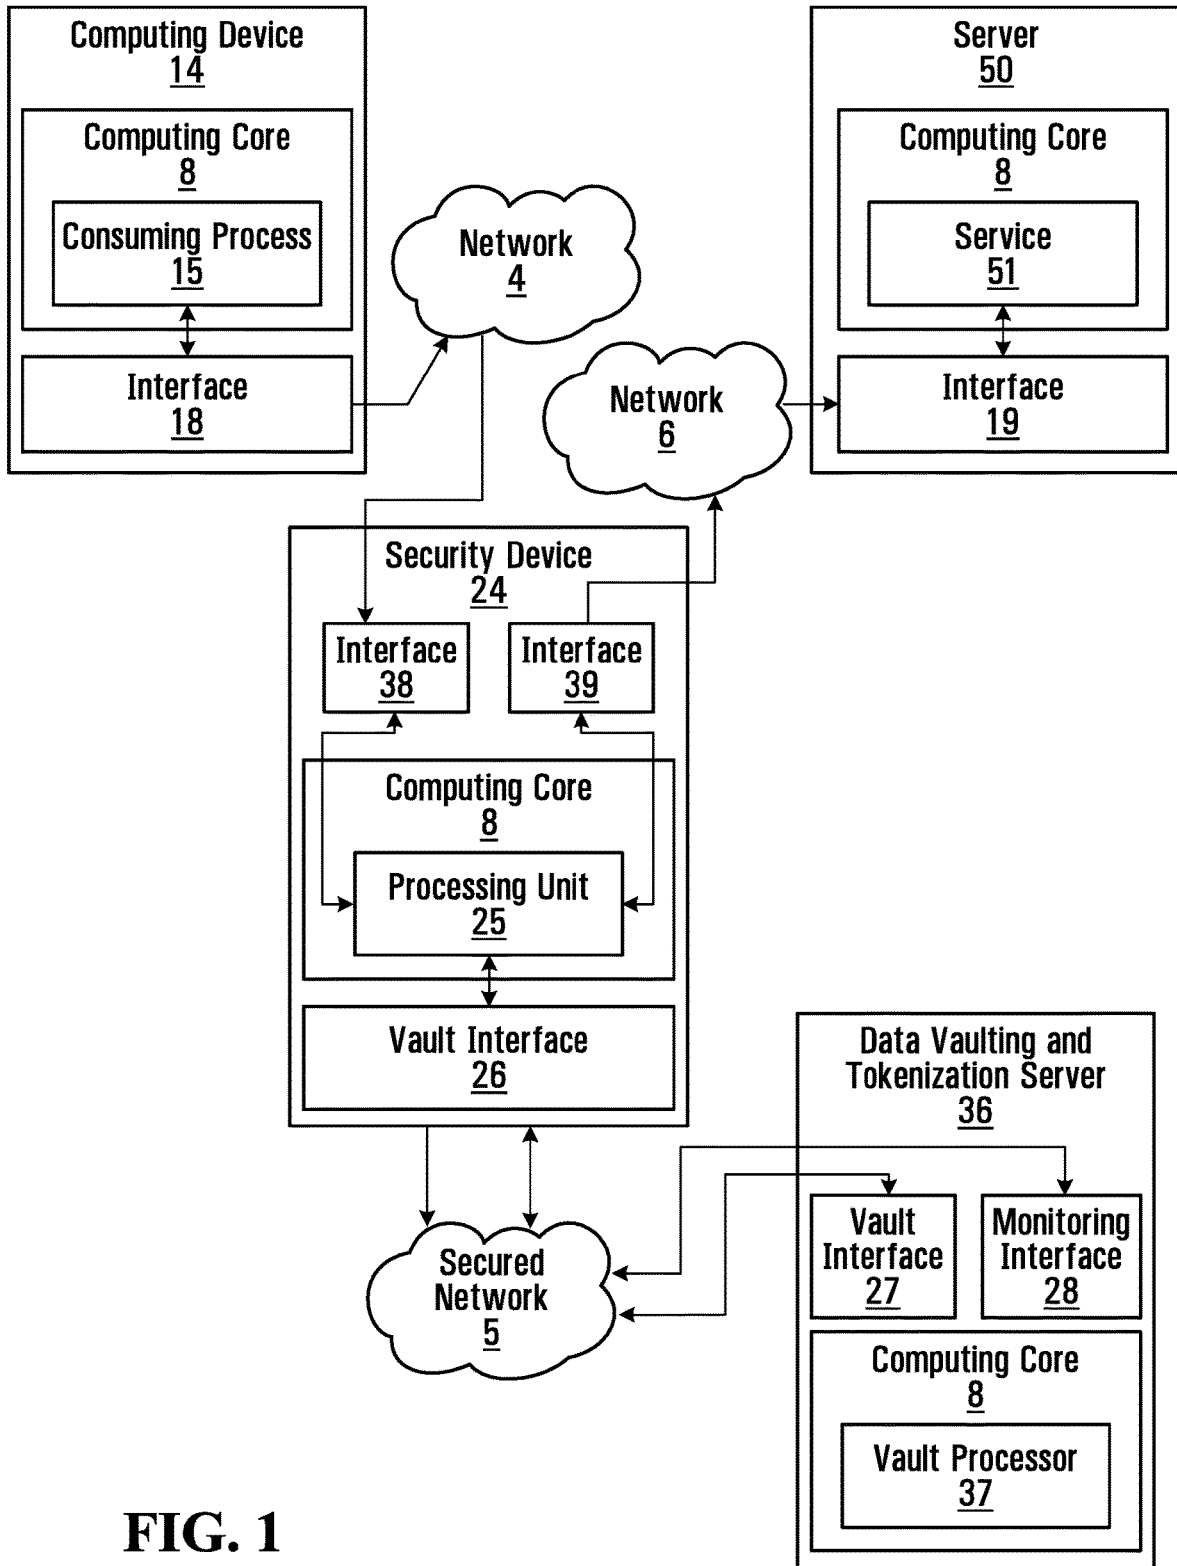 Computing Device
14
Computing Core
8
Consuming Process
15
Interface
18
Network
4
Network
6
Server
50
Computing Core
8
Service
51
Interface
19
Security Device
24
Interface
38
Interface
39
Computing Core
8
Processing Unit
25
Vault Interface
26
Secured
Network
5
Data Vaulting and
Tokenization Server
36
Vault
Interface
27
Monitoring
Interface
28
Computing Core
8
Vault Processor
37
FIG. 1